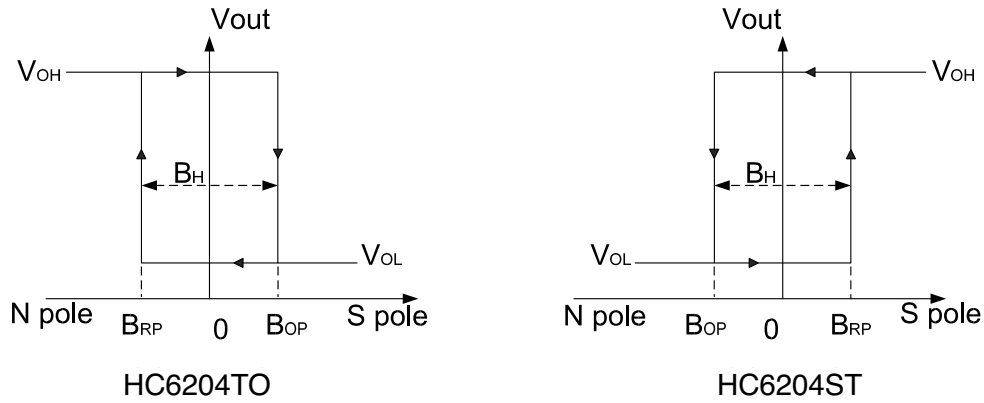 Vout
VOH
BH
VOL
N pole
BRP
0
BOP
S pole
HC6204TO
Vout
VOH
BH
VOL
N pole
BOP
0
BRP
S pole
HC6204ST